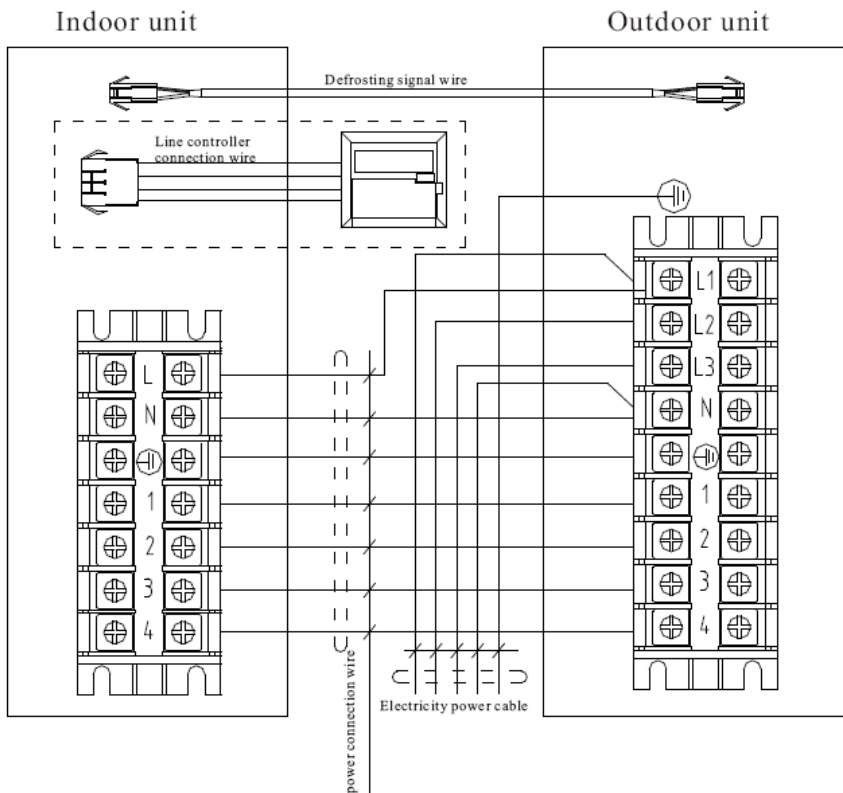 Indoor unit
Outdoor unit
Defrosting signal wire
Line controller
connection wire
L
N
1
2
3
4
L1
L2
L3
N
1
2
3
4
power connection wire
Electricity power cable